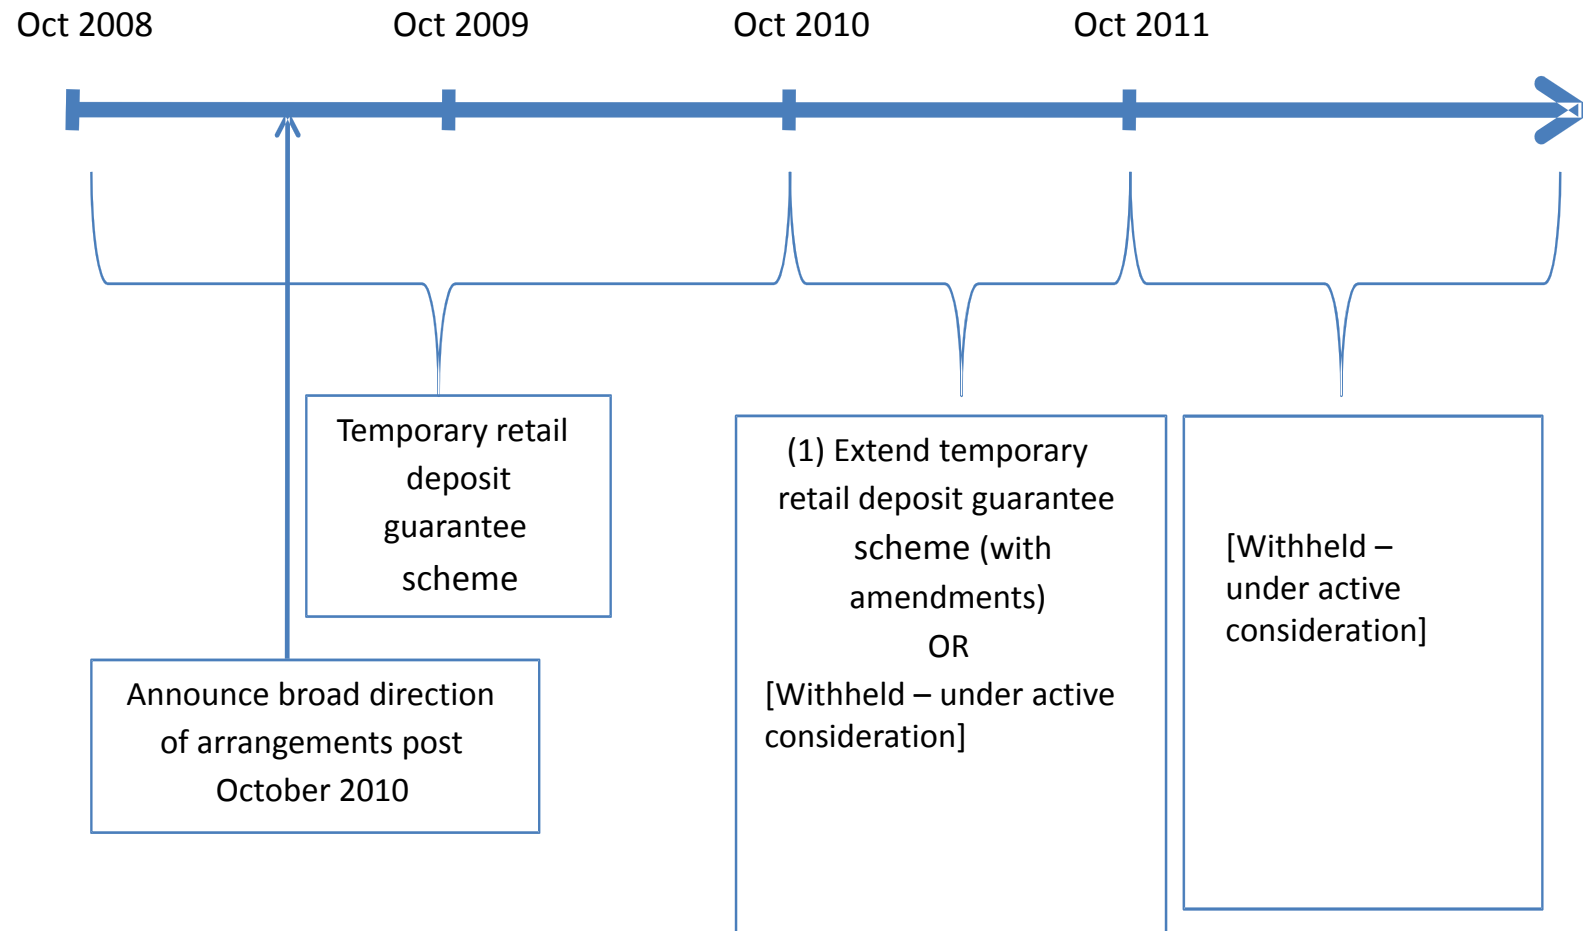 Oct 2008
Oct 2009
Oct 2010
Oct 2011
Temporary retail
deposit
guarantee
scheme
Announce broad direction
of arrangements post
October 2010
(1) Extend temporary
retail deposit guarantee
scheme (with
amendments)
OR
[Withheld – under active
consideration]
[Withheld –
under active
consideration]